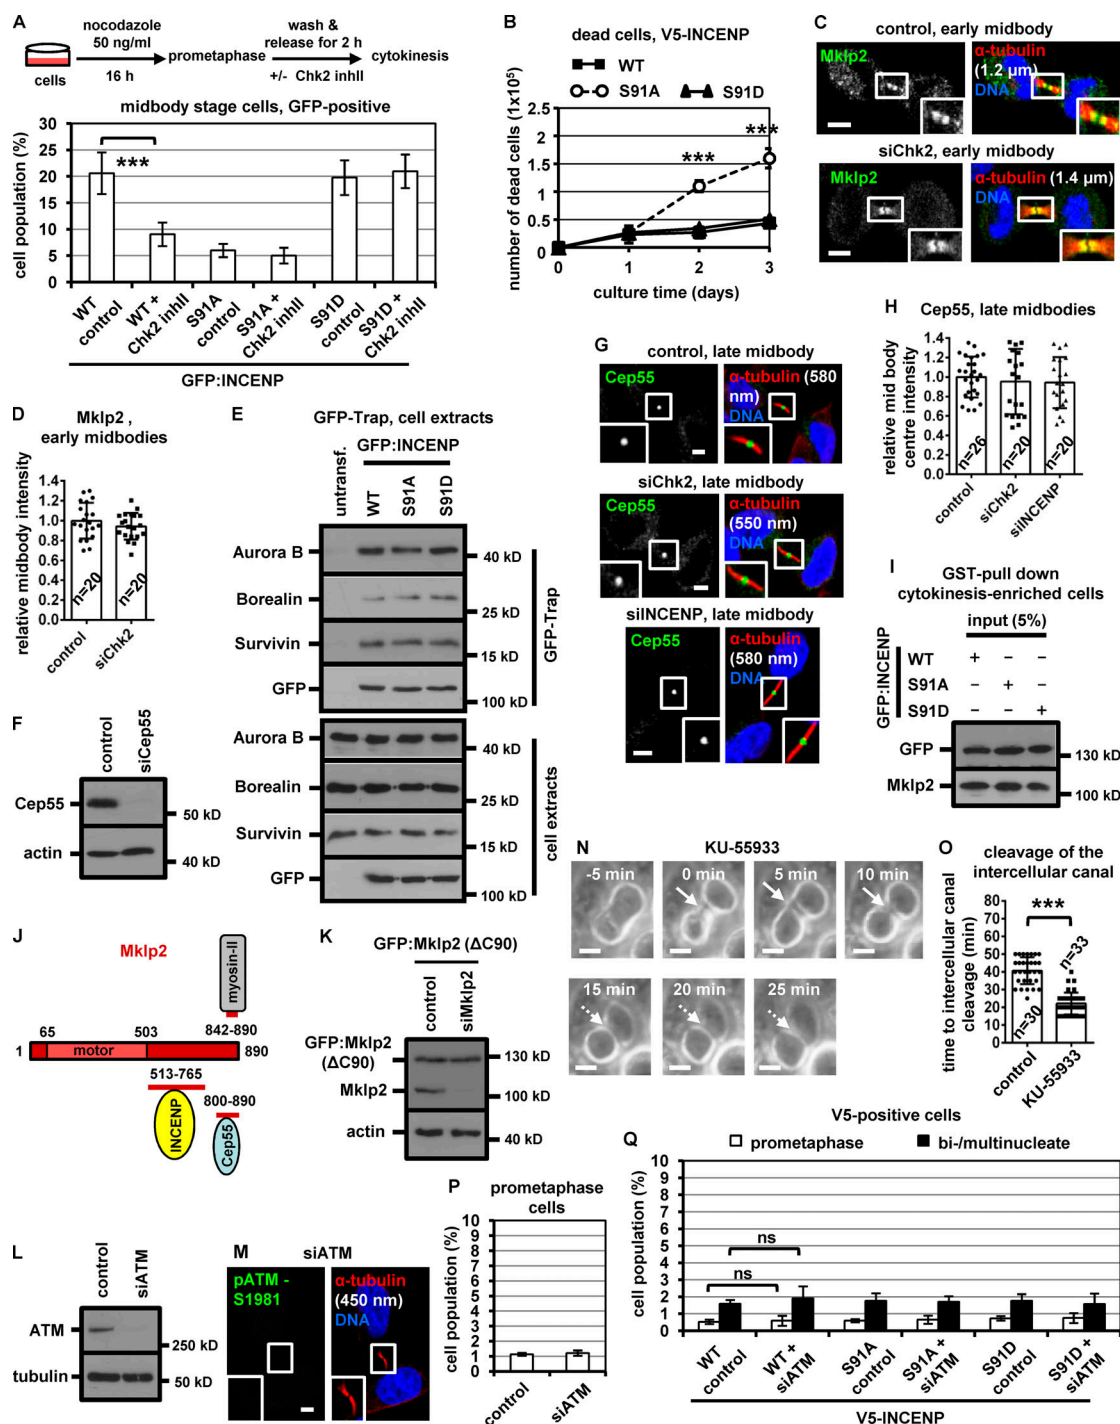 A
nocodazole
50 ng/ml
wash &
release for 2 h
prometaphase
cytokinesis
cells
16 h
+/- Chk2 inhII
midbody stage cells, GFP-positive
cell population (%)
30
25
20
15
10
5
0
***
WT control
WT + Chk2 inhII
S91A control
S91A + Chk2 inhII
S91D control
S91D + Chk2 inhII
GFP:INCENP
B
dead cells, V5-INCENP
WT
S91A
S91D
number of dead cells (1x10⁵)
2.5
2
1.5
1
0.5
0
***
***
0 1 2 3
culture time (days)
C
control, early midbody
Mklp2
α-tubulin
(1.2 µm)
DNA
siChk2, early midbody
Mklp2
α-tubulin (1.4 µm)
DNA
D
Mklp2 ,
early midbodies
relative midbody intensity
1.4
1.2
1.0
0.8
0.6
0.4
0.2
0
n=20
n=20
control
siChk2
E
GFP-Trap, cell extracts
GFP:INCENP
untransf.
WT
S91A
S91D
Aurora B
40 kD
Borealin
25 kD
Survivin
15 kD
GFP
100 kD
GFP-Trap
Aurora B
40 kD
Borealin
25 kD
Survivin
15 kD
GFP
100 kD
cell extracts
F
control
siCep55
Cep55
50 kD
actin
40 kD
G
control, late midbody
Cep55
α-tubulin (580
nm)
DNA
siChk2, late midbody
Cep55
α-tubulin
(550 nm)
DNA
siINCENP, late midbody
Cep55
α-tubulin
(580 nm)
DNA
H
Cep55, late midbodies
relative mid body
centre intensity
1.4
1.2
1.0
0.8
0.6
0.4
0.2
0
n=26
n=20
n=20
control
siChk2
siINCENP
I
GST-pull down
cytokinesis-enriched cells
input (5%)
GFP:INCENP
WT + − −
S91A − + −
S91D − − +
GFP
130 kD
Mklp2
100 kD
J
Mklp2
myosin-II
65
503
842-890
1
motor
890
513-765
800-890
INCENP
Cep55
K
GFP:Mklp2 (ΔC90)
control
siMklp2
GFP:Mklp2
(ΔC90)
130 kD
Mklp2
100 kD
actin
40 kD
L
control
siATM
ATM
250 kD
tubulin
50 kD
M
siATM
pATM -
S1981
α-tubulin
(450 nm)
DNA
N
KU-55933
-5 min
0 min
5 min
10 min
15 min
20 min
25 min
O
cleavage of the
intercellular canal
time to intercellular canal
cleavage (min)
90
80
70
60
50
40
30
20
10
0
***
n=30
n=33
control
KU-55933
P
prometaphase
cells
cell population (%)
10
9
8
7
6
5
4
3
2
1
0
control
siATM
Q
V5-positive cells
prometaphase
bi-/multinucleate
cell population (%)
10
9
8
7
6
5
4
3
2
1
0
ns
ns
WT control
WT + siATM
S91A control
S91A + siATM
S91D control
S91D + siATM
V5-INCENP